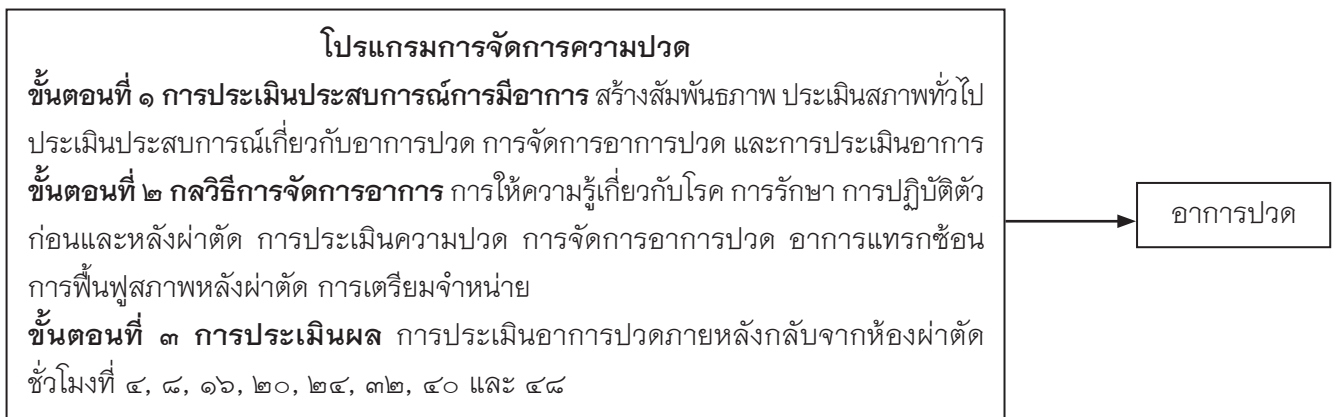 โปรแกรมการจัดการความปวด
ขั้นตอนที่ ๑ การประเมินประสบการณ์การมีอาการ สร้างสัมพันธภาพ ประเมินสภาพทั่วไป
ประเมินประสบการณ์เกี่ยวกับอาการปวด การจัดการอาการปวด และการประเมินอาการ
ขั้นตอนที่ ๒ กลวิธีการจัดการอาการ การให้ความรู้เกี่ยวกับโรค การรักษา การปฏิบัติตัว
ก่อนและหลังผ่าตัด การประเมินความปวด การจัดการอาการปวด อาการแทรกซ้อน
การฟื้นฟูสภาพหลังผ่าตัด การเตรียมจำหน่าย
ขั้นตอนที่ ๓ การประเมินผล การประเมินอาการปวดภายหลังกลับจากห้องผ่าตัด
ชั่วโมงที่ ๔, ๘, ๑๖, ๒๐, ๒๔, ๓๒, ๔๐ และ ๔๘
อาการปวด